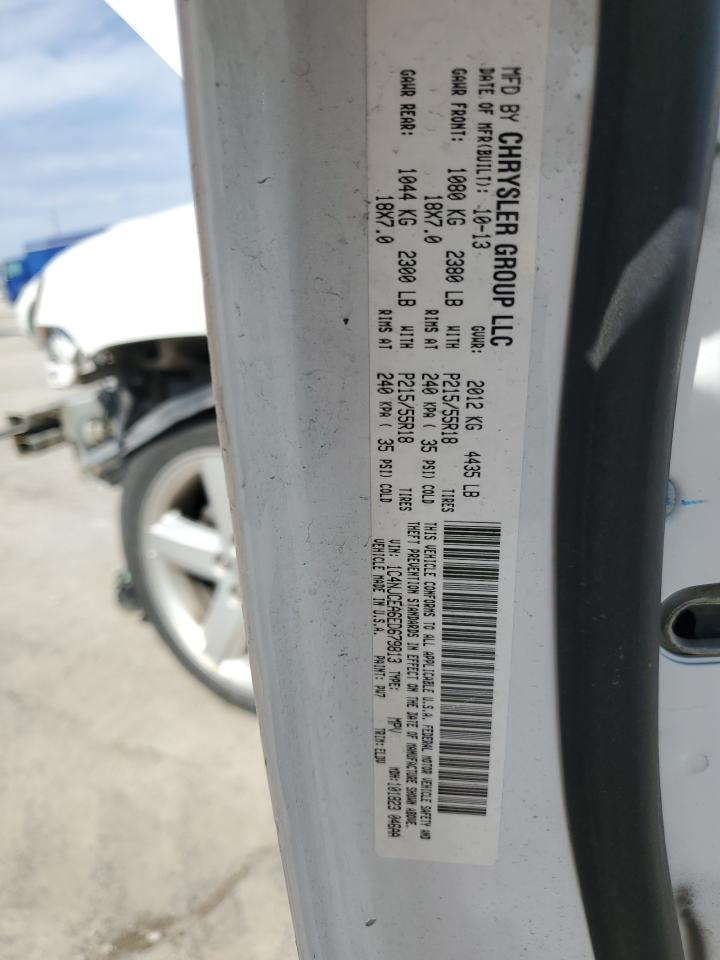 MFD BY CHRYSLER GROUP LLC
DATE OF MFR(BUILT): 10-13 GVWR: 2012 KG 4435 LB
GAWR FRONT: 1080 KG 2380 LB WITH P215/55R18 TIRES
18X7.0 RIMS AT 240 KPA ( 35 PSI) COLD
GAWR REAR: 1044 KG 2300 LB WITH P215/55R18 TIRES
18X7.0 RIMS AT 240 KPA ( 35 PSI) COLD
THIS VEHICLE CONFORMS TO ALL APPLICABLE U.S.A. FEDERAL MOTOR VEHICLE SAFETY AND
THEFT PREVENTION STANDARDS IN EFFECT ON THE DATE OF MANUFACTURE SHOWN ABOVE.
VIN: 1C4NJCEA6ED679813 TYPE: MPV MDH:101823 046AA
VEHICLE MADE IN U.S.A. PAINT: PW7 TRIM: